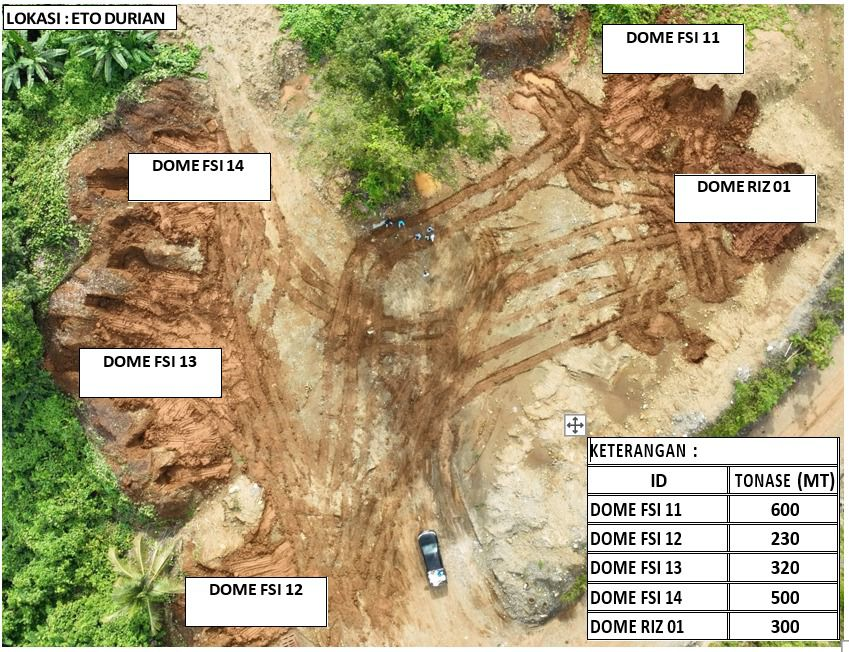 LOKASI : ETO DURIAN
DOME FSI 11
DOME FSI 14
DOME RIZ 01
DOME FSI 13
DOME FSI 12
KETERANGAN :
ID TONASE (MT)
DOME FSI 11 600
DOME FSI 12 230
DOME FSI 13 320
DOME FSI 14 500
DOME RIZ 01 300